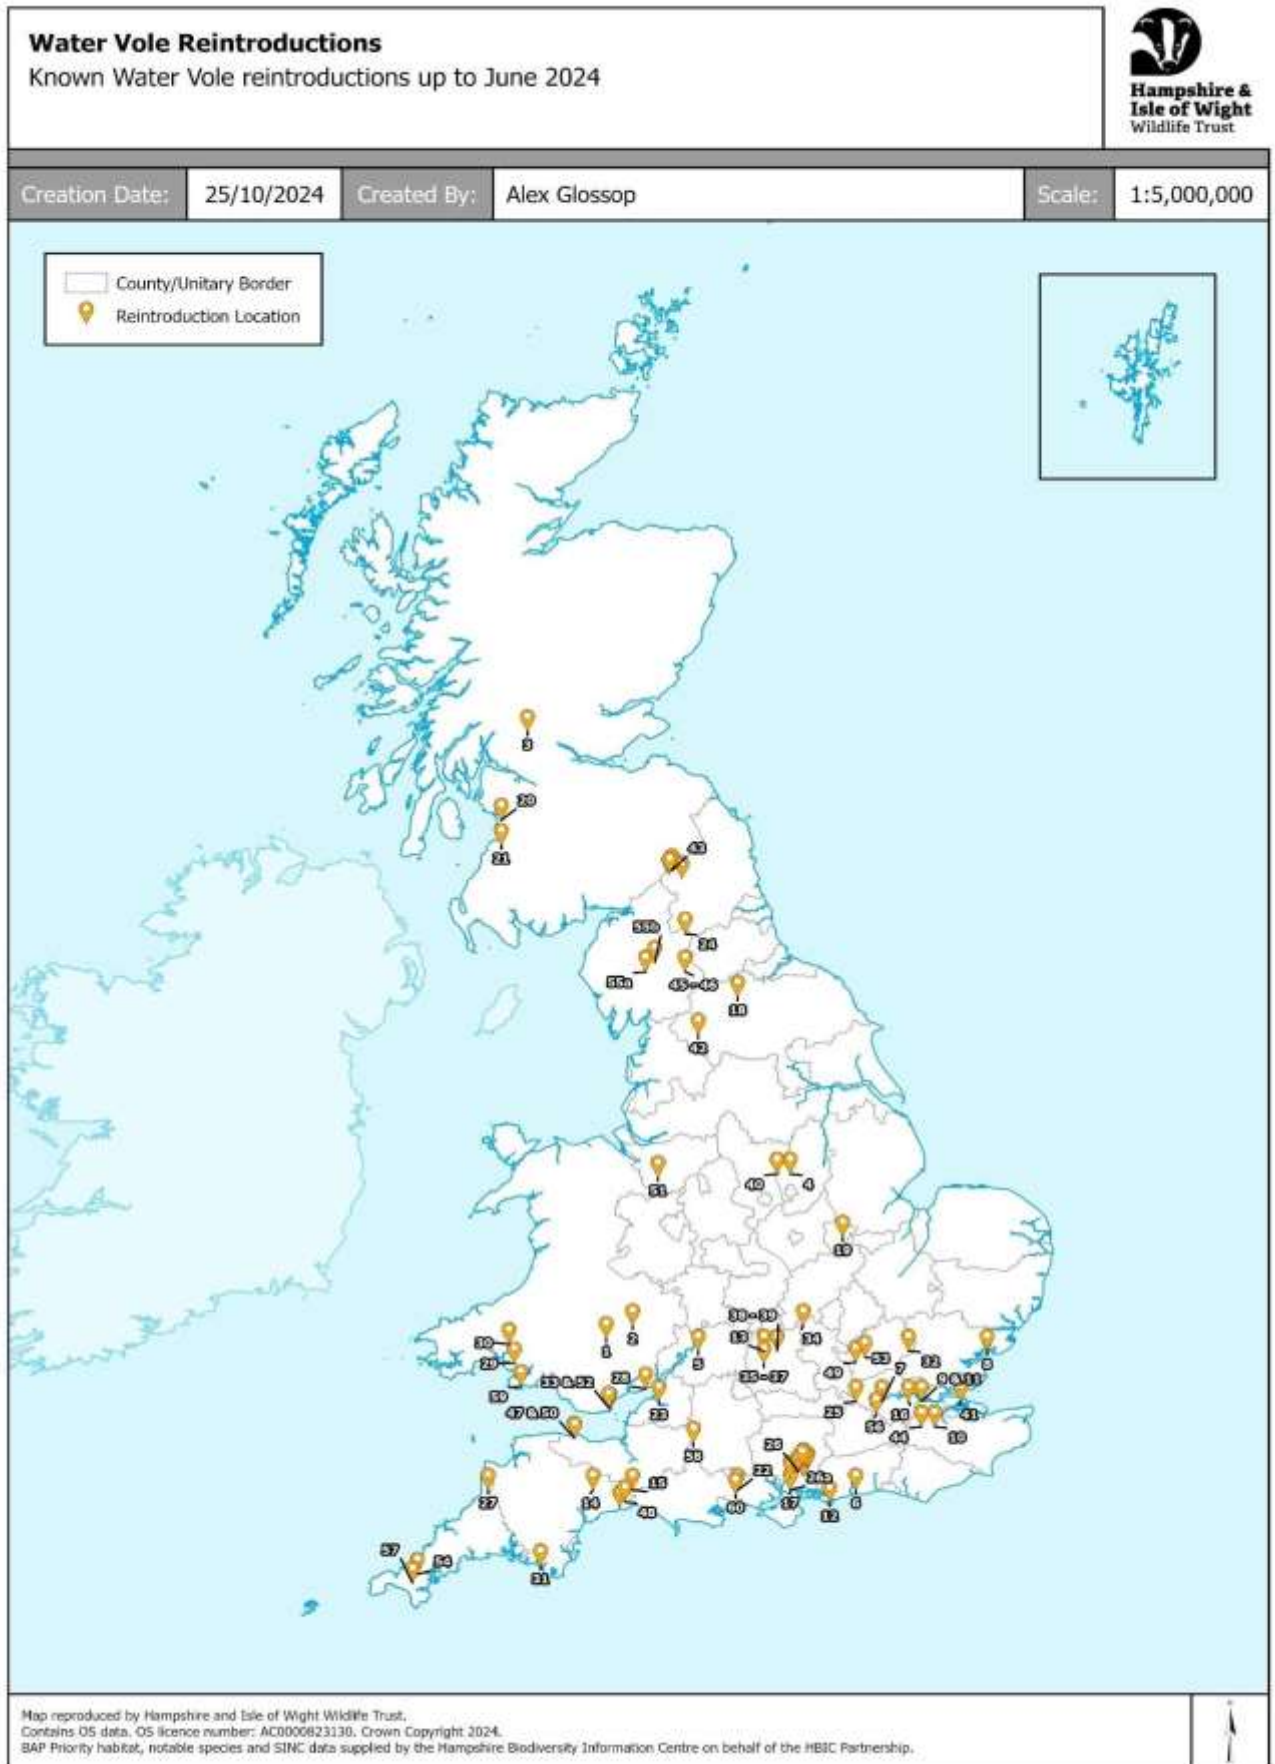 Water Vole Reintroductions
Known Water Vole reintroductions up to June 2024
Hampshire &
Isle of Wight
Wildlife Trust
Creation Date: 25/10/2024 Created By: Alex Glossop Scale: 1:5,000,000
County/Unitary Border
Reintroduction Location
3
20
21
43
55b
24
55a
45 - 46
18
42
51
40
4
19
38 - 39
30
1
2
13
34
5
29
35 - 37
49
53
32
8
7
59
33 & 52
28
23
9 & 11
25
56
16
41
47 & 50
44
10
58
26
22
26a
27
14
15
48
60
17
12
6
57
54
31
Map reproduced by Hampshire and Isle of Wight Wildlife Trust.
Contains OS data. OS licence number: AC0000823130. Crown Copyright 2024.
BAP Priority habitat, notable species and SINC data supplied by the Hampshire Biodiversity Information Centre on behalf of the HBIC Partnership.